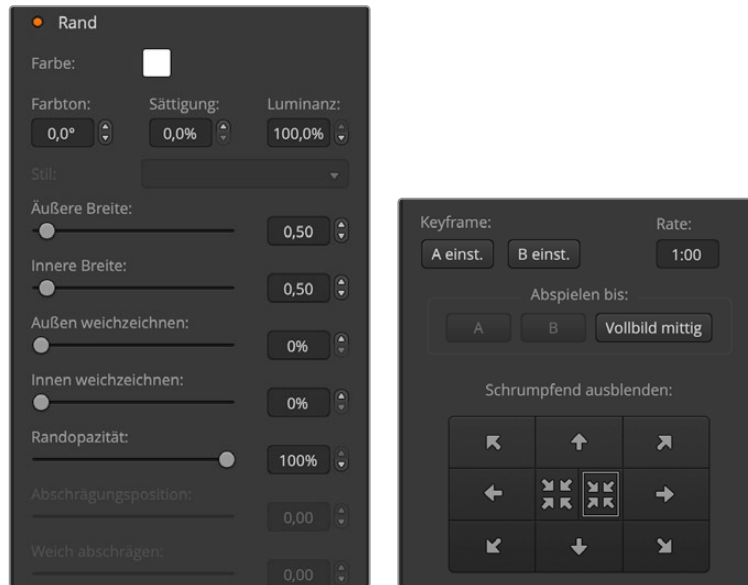 Rand
Farbe:
Farbton: Sättigung: Luminanz:
0,0° 0,0% 100,0%
Stil:
Äußere Breite:
0,50
Innere Breite:
0,50
Außen weichzeichnen:
0%
Innen weichzeichnen:
0%
Randopazität:
100%
Abschrägungsposition:
0,00
Weich abschrägen:
0,00
Keyframe: Rate:
A einst. B einst. 1:00
Abspielen bis:
A B Vollbild mittig
Schrumpfend ausblenden: